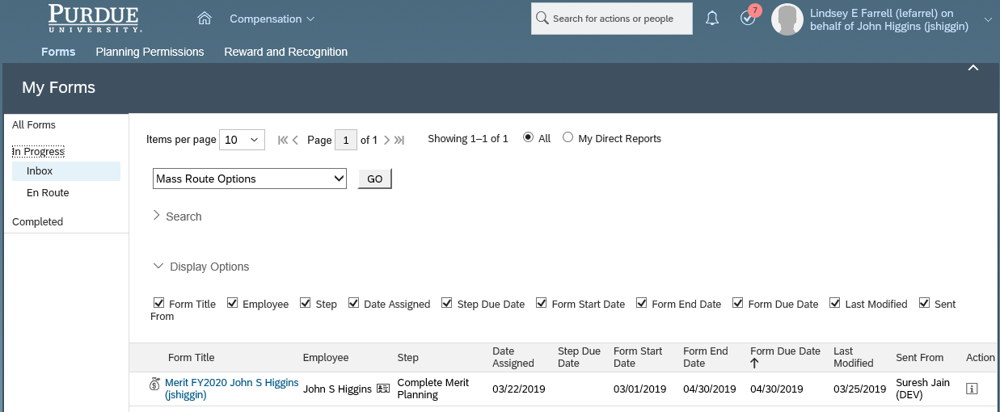 PURDUE
UNIVERSITY.
Compensation
Search for actions or people
7
Lindsey E Farrell (lefarrel) on
behalf of John Higgins (jshiggin)
Forms Planning Permissions Reward and Recognition
My Forms
All Forms
In Progress
Inbox
En Route
Completed
Items per page 10 Page 1 of 1 Showing 1–1 of 1 All My Direct Reports
Mass Route Options GO
Search
Display Options
Form Title Employee Step Date Assigned Step Due Date Form Start Date Form End Date Form Due Date Last Modified Sent
From
Form Title Employee Step Date Assigned Step Due Date Form Start Date Form End Date Form Due Date Last Modified Sent From Action
Merit FY2020 John S Higgins (jshiggin) John S Higgins Complete Merit Planning 03/22/2019 03/01/2019 04/30/2019 04/30/2019 03/25/2019 Suresh Jain (DEV)